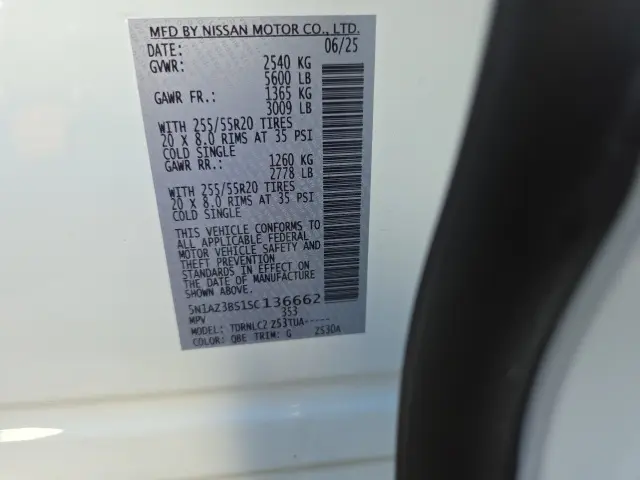 MFD BY NISSAN MOTOR CO., LTD.
DATE: 06/25
GVWR: 2540 KG
5600 LB
GAWR FR.: 1365 KG
3009 LB
WITH 255/55R20 TIRES
20 X 8.0 RIMS AT 35 PSI
COLD SINGLE
GAWR RR.: 1260 KG
2778 LB
WITH 255/55R20 TIRES
20 X 8.0 RIMS AT 35 PSI
COLD SINGLE
THIS VEHICLE CONFORMS TO
ALL APPLICABLE FEDERAL
MOTOR VEHICLE SAFETY AND
THEFT PREVENTION
STANDARDS IN EFFECT ON
THE DATE OF MANUFACTURE
SHOWN ABOVE.
5N1AZ3BS1SC136662
MPV 353
MODEL: TDRNLC2 Z53TUA-----
COLOR: QBE TRIM: G Z53DA